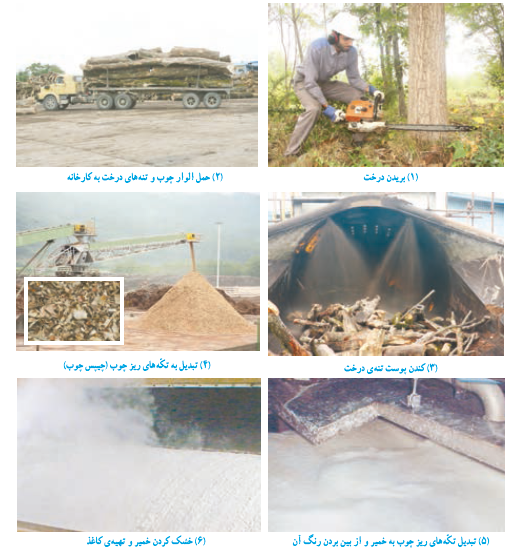 (۱) بریدن درخت
(۲) حمل الوار چوب و تنه‌های درخت به کارخانه
(۳) کندن پوست تنه‌ی درخت
(۴) تبدیل به تکّه‌های ریز چوب (چیپس چوب)
(۵) تبدیل تکّه‌های ریز چوب به خمیر و از بین بردن رنگ آن
(۶) خشک کردن خمیر و تهیه‌ی کاغذ